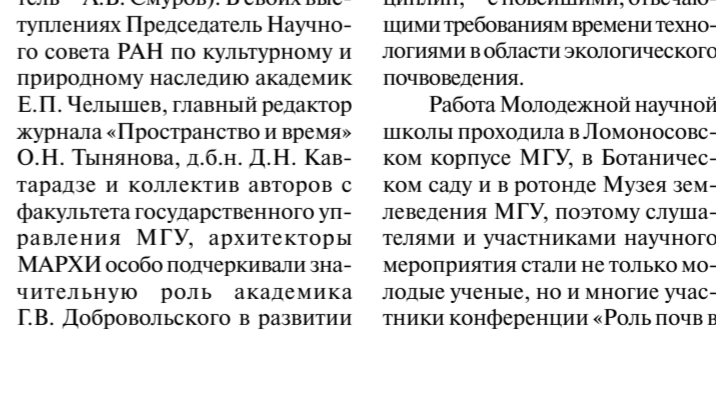 тель – А.В. Смуров). В своих выс-
туплениях Председатель Научно-
го совета РАН по культурному и
природному наследию академик
Е.П. Челышев, главный редактор
журнала «Пространство и время»
О.Н. Тынянова, д.б.н. Д.Н. Кав-
тарадзе и коллектив авторов с
факультета государственного уп-
равления МГУ, архитекторы
МАРХИ особо подчеркивали зна-
чительную роль академика
Г.В. Добровольского в развитии
циплин, с новейшими, отвечаю-
щими требованиям времени техно-
логиями в области экологического
почвоведения.
Работа Молодежной научной
школы проходила в Ломоносовс-
ком корпусе МГУ, в Ботаничес-
ком саду и в ротонде Музея зем-
леведения МГУ, поэтому слуша-
телями и участниками научного
мероприятия стали не только мо-
лодые ученые, но и многие учас-
тники конференции «Роль почв в